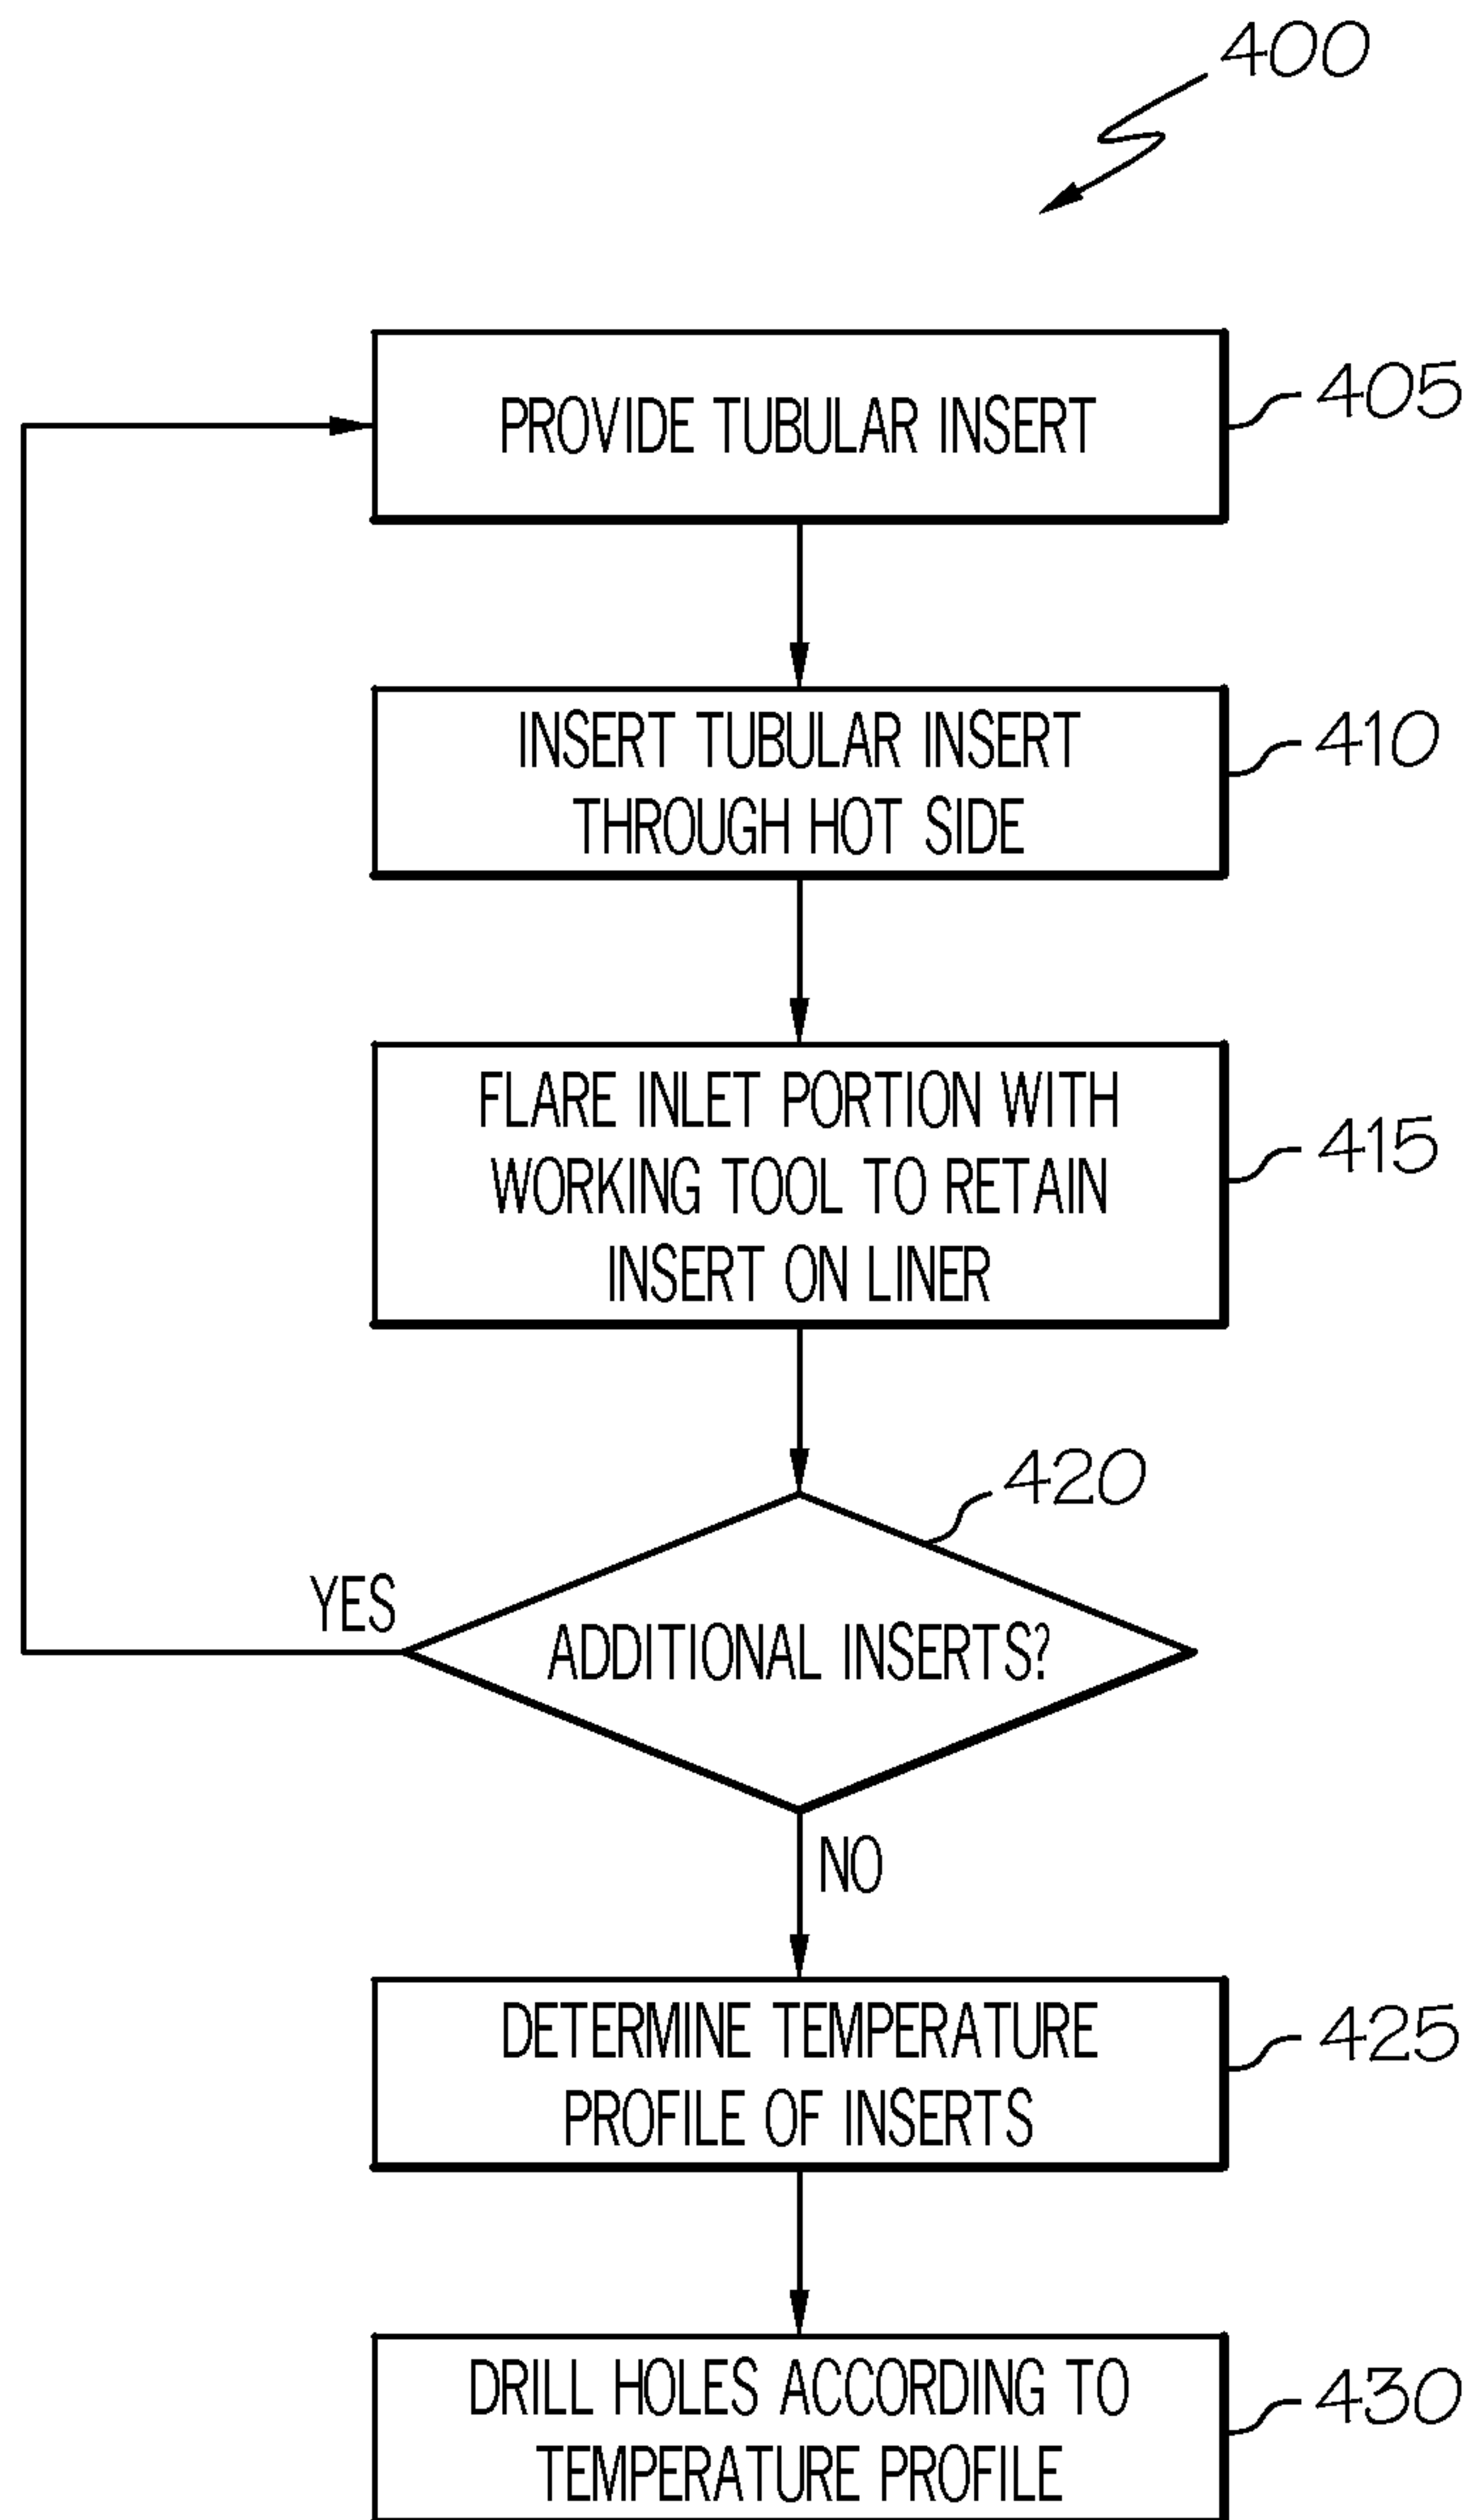 400
PROVIDE TUBULAR INSERT
405
INSERT TUBULAR INSERT
THROUGH HOT SIDE
410
FLARE INLET PORTION WITH
WORKING TOOL TO RETAIN
INSERT ON LINER
415
420
YES
ADDITIONAL INSERTS?
NO
DETERMINE TEMPERATURE
PROFILE OF INSERTS
425
DRILL HOLES ACCORDING TO
TEMPERATURE PROFILE
430